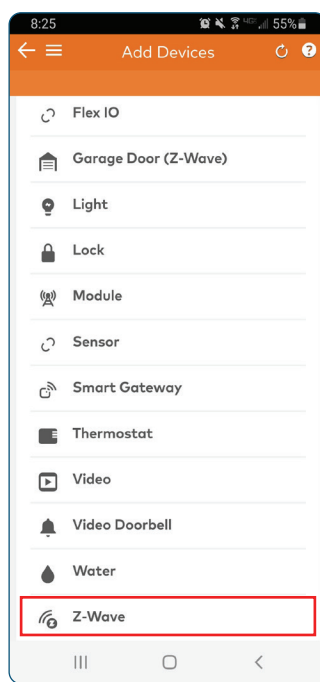 8:25
4GE 55%
Add Devices
?
Flex IO
Garage Door (Z-Wave)
Light
Lock
Module
Sensor
Smart Gateway
Thermostat
Video
Video Doorbell
Water
Z-Wave